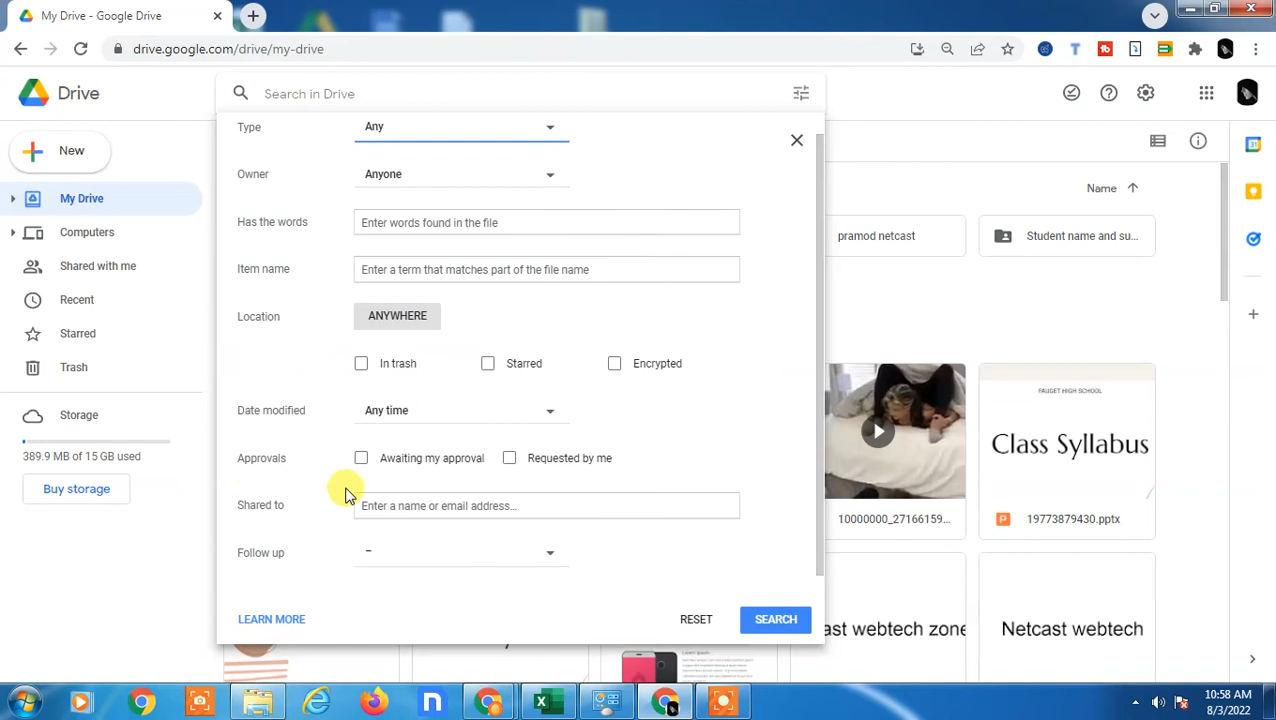 My Drive - Google Drive
drive.google.com/drive/my-drive
Drive
Search in Drive
New
My Drive
Computers
Shared with me
Recent
Starred
Trash
Storage
389.9 MB of 15 GB used
Buy storage
Type
Any
Owner
Anyone
Has the words
Enter words found in the file
Item name
Enter a term that matches part of the file name
Location
ANYWHERE
In trash
Starred
Encrypted
Date modified
Any time
Approvals
Awaiting my approval
Requested by me
Shared to
Enter a name or email address...
Follow up
–
LEARN MORE
RESET
SEARCH
Name
pramod netcast
Student name and su...
FAUGET HIGH SCHOOL
Class Syllabus
10000000_27166159...
P
19773879430.pptx
ast webtech zone
Netcast webtech
10:58 AM
8/3/2022